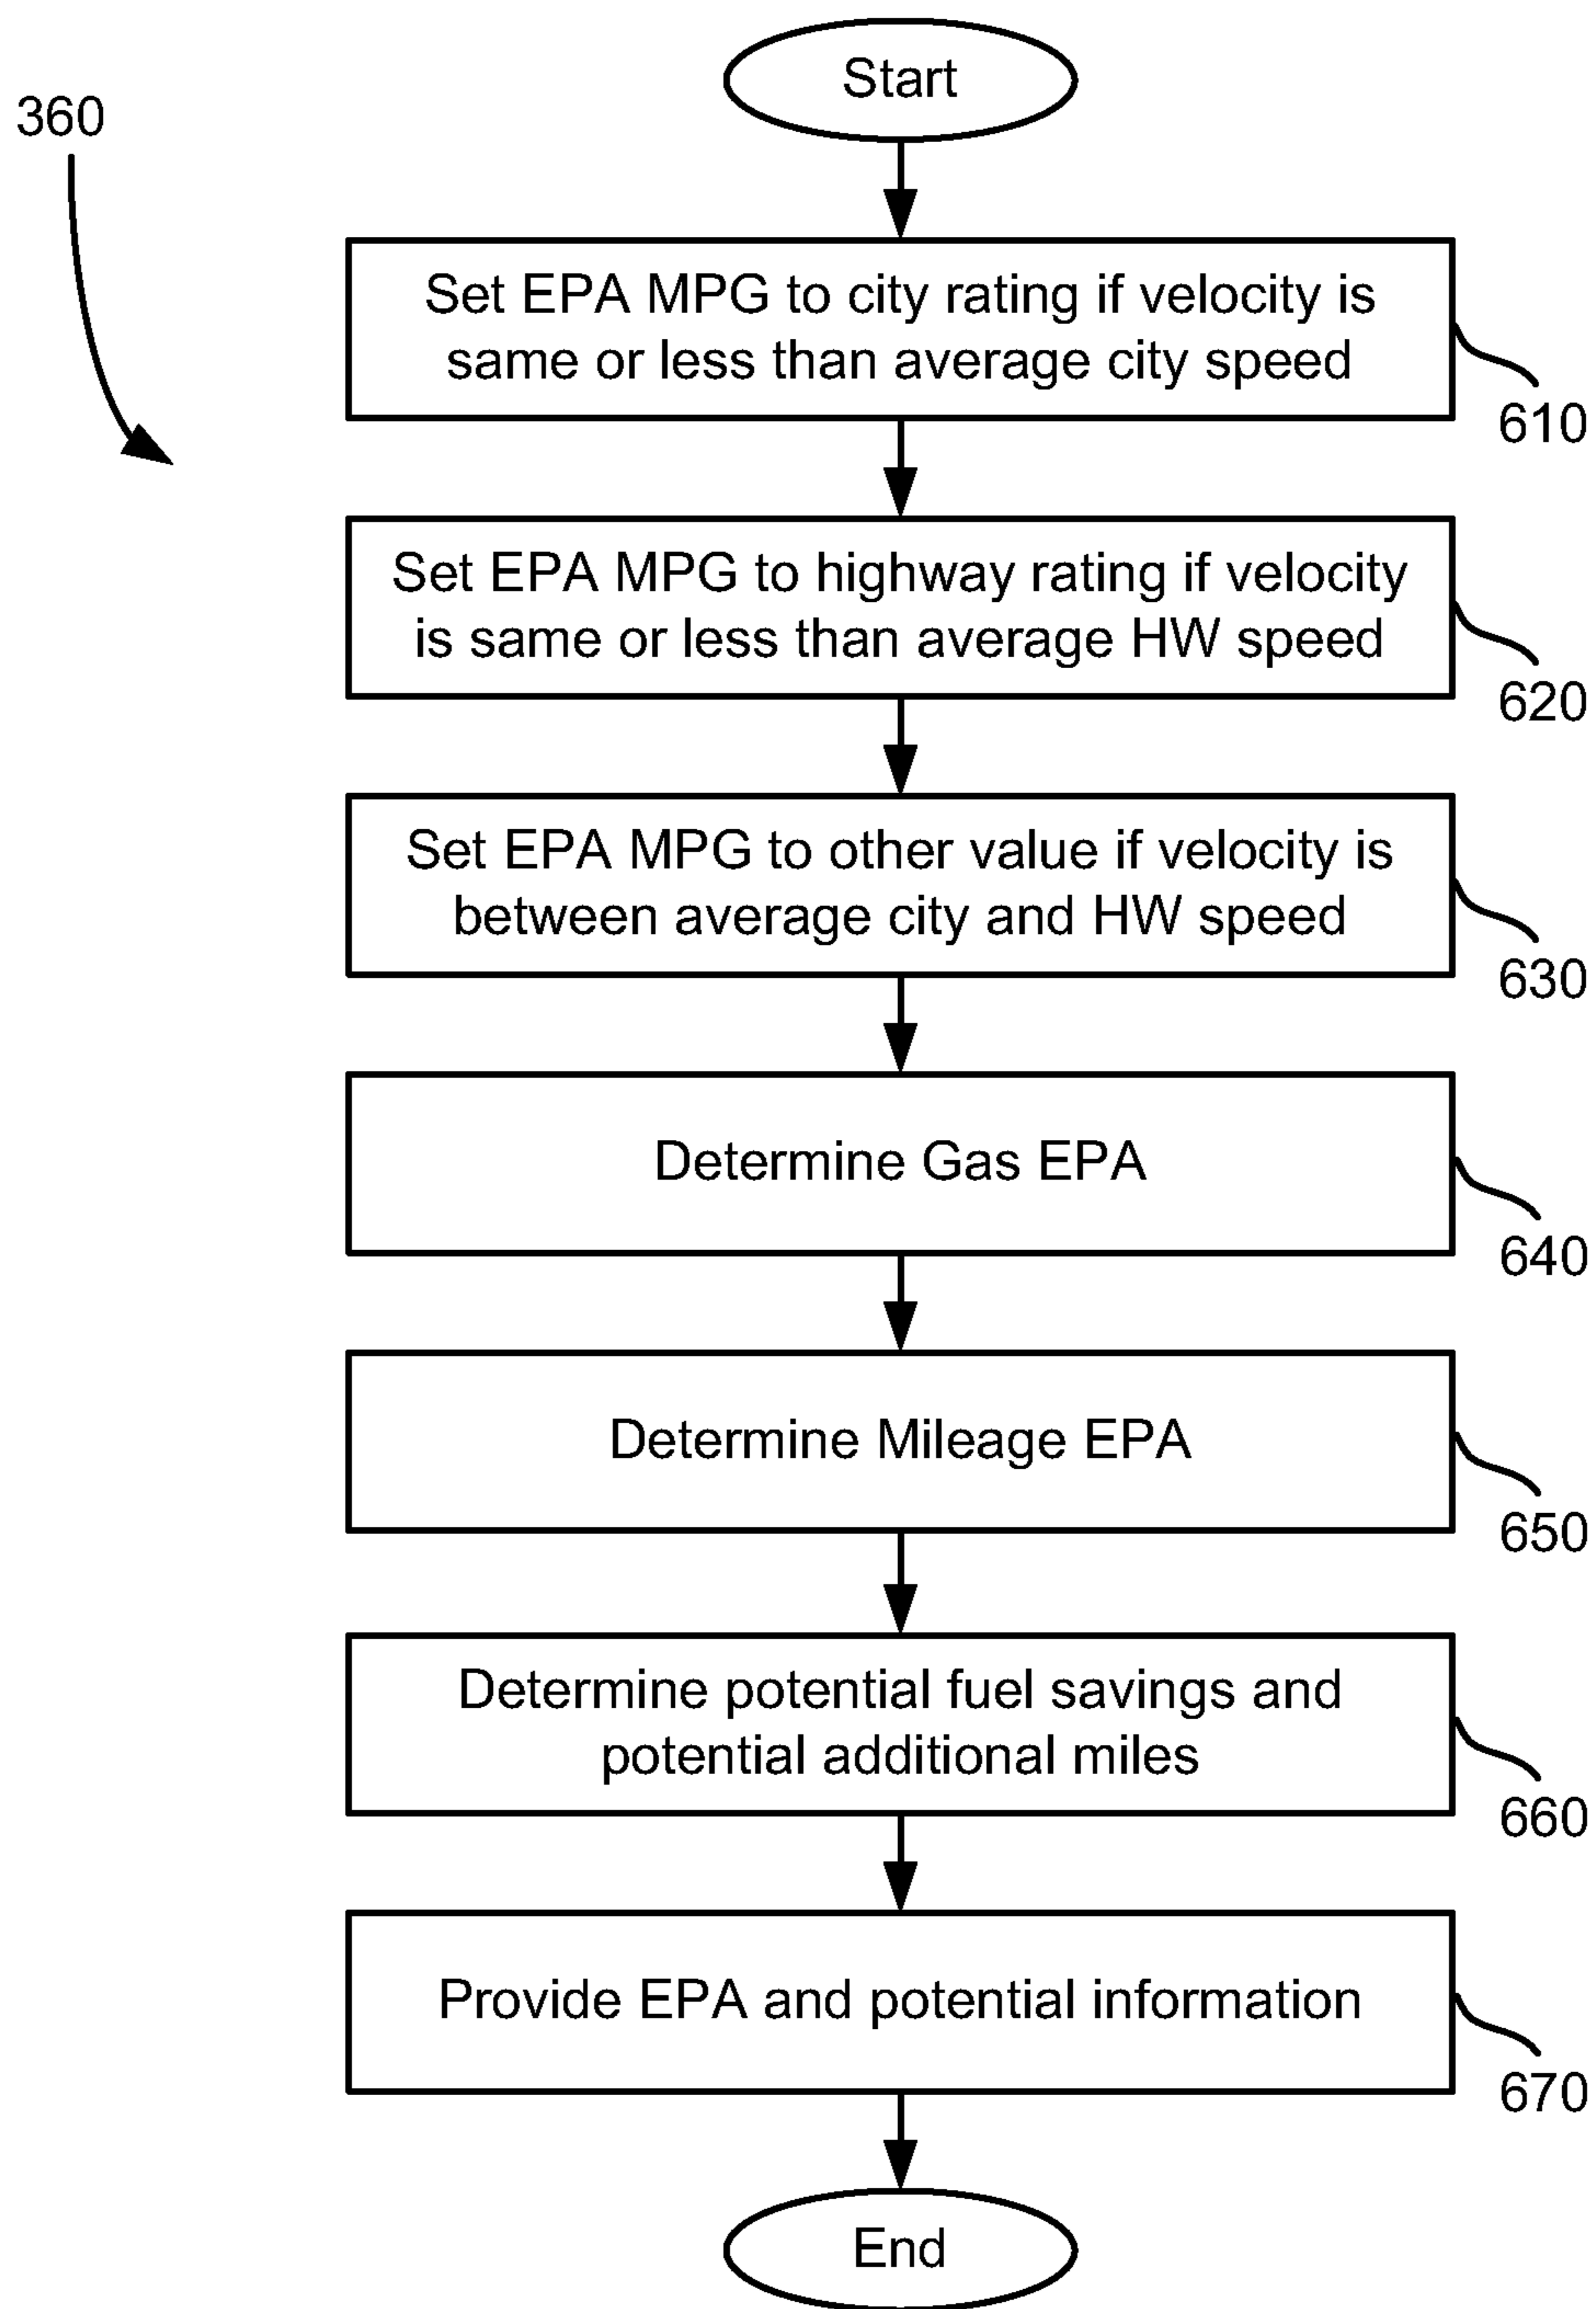 Start
360
Set EPA MPG to city rating if velocity is
same or less than average city speed
610
Set EPA MPG to highway rating if velocity
is same or less than average HW speed
620
Set EPA MPG to other value if velocity is
between average city and HW speed
630
Determine Gas EPA
640
Determine Mileage EPA
650
Determine potential fuel savings and
potential additional miles
660
Provide EPA and potential information
670
End